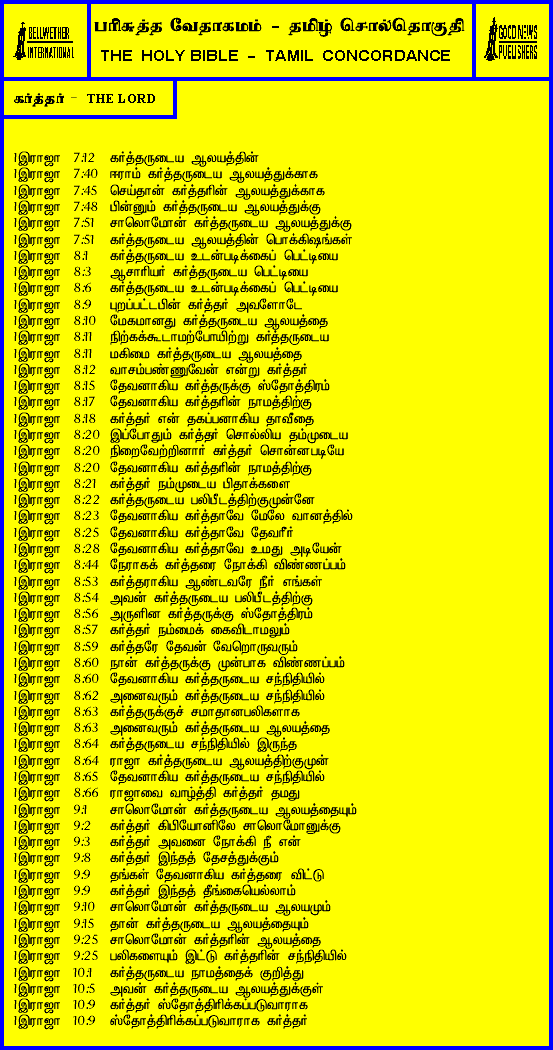 BELLWETHER
INTERNATIONAL
பரிசுத்த வேதாகமம் - தமிழ் சொல்தொகுதி
THE HOLY BIBLE - TAMIL CONCORDANCE
GOOD NEWS
PUBLISHERS
கர்த்தர் - THE LORD
1இராஜா 7:12 கர்த்தருடைய ஆலயத்தின்
1இராஜா 7:40 ஈராம் கர்த்தருடைய ஆலயத்துக்காக
1இராஜா 7:45 செய்தான் கர்த்தரின் ஆலயத்துக்காக
1இராஜா 7:48 பின்னும் கர்த்தருடைய ஆலயத்துக்கு
1இராஜா 7:51 சாலொமோன் கர்த்தருடைய ஆலயத்துக்கு
1இராஜா 7:51 கர்த்தருடைய ஆலயத்தின் பொக்கிஷங்கள்
1இராஜா 8:1 கர்த்தருடைய உடன்படிக்கைப் பெட்டியை
1இராஜா 8:3 ஆசாரியர் கர்த்தருடைய பெட்டியை
1இராஜா 8:6 கர்த்தருடைய உடன்படிக்கைப் பெட்டியை
1இராஜா 8:9 புறப்பட்டபின் கர்த்தர் அவளோடே
1இராஜா 8:10 மேகமானது கர்த்தருடைய ஆலயத்தை
1இராஜா 8:11 நிற்கக்கூடாமற்போயிற்று கர்த்தருடைய
1இராஜா 8:11 மகிமை கர்த்தருடைய ஆலயத்தை
1இராஜா 8:12 வாசம்பண்ணுவேன் என்று கர்த்தர்
1இராஜா 8:15 தேவனாகிய கர்த்தருக்கு ஸ்தோத்திரம்
1இராஜா 8:17 தேவனாகிய கர்த்தரின் நாமத்திற்கு
1இராஜா 8:18 கர்த்தர் என் தகப்பனாகிய தாவீதை
1இராஜா 8:20 இப்போதும் கர்த்தர் சொல்லிய தம்முடைய
1இராஜா 8:20 நிறைவேற்றினார் கர்த்தர் சொன்னபடியே
1இராஜா 8:20 தேவனாகிய கர்த்தரின் நாமத்திற்கு
1இராஜா 8:21 கர்த்தர் நம்முடைய பிதாக்களை
1இராஜா 8:22 கர்த்தருடைய பலிபீடத்திற்குமுன்னே
1இராஜா 8:23 தேவனாகிய கர்த்தாவே மேலே வானத்தில்
1இராஜா 8:25 தேவனாகிய கர்த்தாவே தேவரீர்
1இராஜா 8:28 தேவனாகிய கர்த்தாவே உமது அடியேன்
1இராஜா 8:44 நேராகக் கர்த்தரை நோக்கி விண்ணப்பம்
1இராஜா 8:53 கர்த்தராகிய ஆண்டவரே நீர் எங்கள்
1இராஜா 8:54 அவன் கர்த்தருடைய பலிபீடத்திற்கு
1இராஜா 8:56 அருளின கர்த்தருக்கு ஸ்தோத்திரம்
1இராஜா 8:57 கர்த்தர் நம்மைக் கைவிடாமலும்
1இராஜா 8:59 கர்த்தரே தேவன் வேறொருவரும்
1இராஜா 8:60 நான் கர்த்தருக்கு முன்பாக விண்ணப்பம்
1இராஜா 8:60 தேவனாகிய கர்த்தருடைய சந்நிதியில்
1இராஜா 8:62 அனைவரும் கர்த்தருடைய சந்நிதியில்
1இராஜா 8:63 கர்த்தருக்குச் சமாதானபலிகளாக
1இராஜா 8:63 அனைவரும் கர்த்தருடைய ஆலயத்தை
1இராஜா 8:64 கர்த்தருடைய சந்நிதியில் இருந்த
1இராஜா 8:64 ராஜா கர்த்தருடைய ஆலயத்திற்குமுன்
1இராஜா 8:65 தேவனாகிய கர்த்தருடைய சந்நிதியில்
1இராஜா 8:66 ராஜாவை வாழ்த்தி கர்த்தர் தமது
1இராஜா 9:1 சாலொமோன் கர்த்தருடைய ஆலயத்தையும்
1இராஜா 9:2 கர்த்தர் கிபியோனிலே சாலொமோனுக்கு
1இராஜா 9:3 கர்த்தர் அவனை நோக்கி நீ என்
1இராஜா 9:8 கர்த்தர் இந்தத் தேசத்துக்கும்
1இராஜா 9:9 தங்கள் தேவனாகிய கர்த்தரை விட்டு
1இராஜா 9:9 கர்த்தர் இந்தத் தீங்கையெல்லாம்
1இராஜா 9:10 சாலொமோன் கர்த்தருடைய ஆலயமும்
1இராஜா 9:15 தான் கர்த்தருடைய ஆலயத்தையும்
1இராஜா 9:25 சாலொமோன் கர்த்தரின் ஆலயத்தை
1இராஜா 9:25 பலிகளையும் இட்டு கர்த்தரின் சந்நிதியில்
1இராஜா 10:1 கர்த்தருடைய நாமத்தைக் குறித்து
1இராஜா 10:5 அவன் கர்த்தருடைய ஆலயத்துக்குள்
1இராஜா 10:9 கர்த்தர் ஸ்தோத்திரிக்கப்படுவாராக
1இராஜா 10:9 ஸ்தோத்திரிக்கப்படுவாராக கர்த்தர்